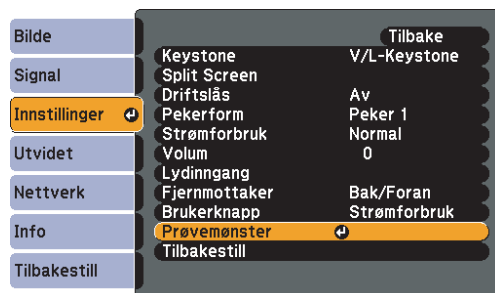 Bilde
Signal
Innstillinger
Utvidet
Nettverk
Info
Tilbakestill
Tilbake
Keystone V/L-Keystone
Split Screen
Driftslås Av
Pekerform Peker 1
Strømforbruk Normal
Volum 0
Lydinngang
Fjernmottaker Bak/Foran
Brukerknapp Strømforbruk
Prøvemønster
Tilbakestill